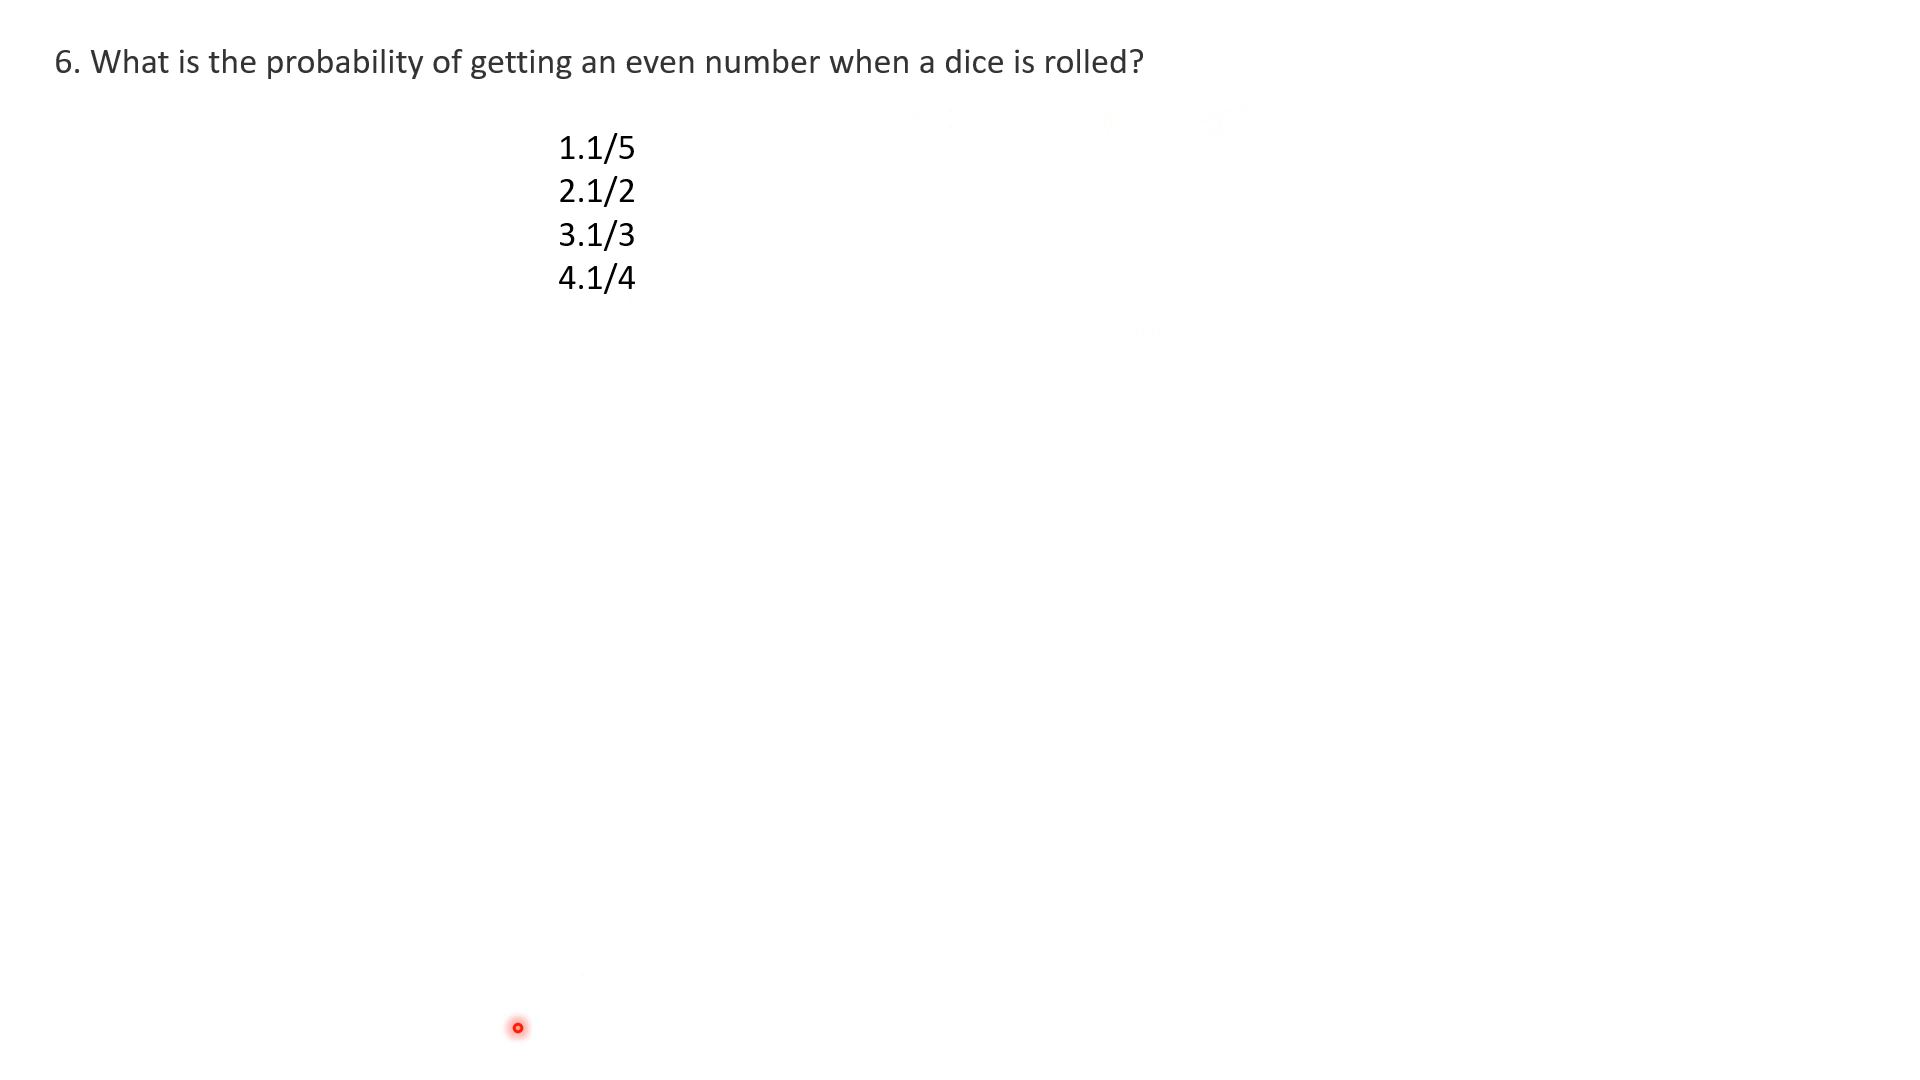 6. What is the probability of getting an even number when a dice is rolled?
1.1/5
2.1/2
3.1/3
4.1/4